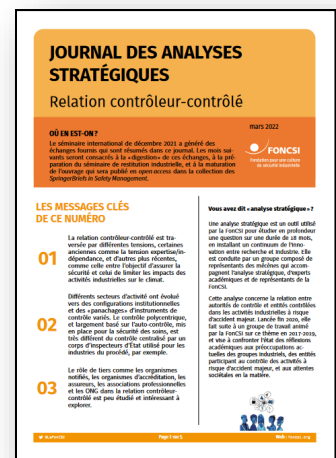 JOURNAL DES ANALYSES
STRATÉGIQUES
Relation contrôleur-contrôlé
mars 2022
OÙ EN EST-ON ?
Le séminaire international de décembre 2021 a généré des
échanges fournis qui sont résumés dans ce journal. Les mois sui-
vants seront consacrés à la «digestion» de ces échanges, à la pré-
paration du séminaire de restitution industrielle, et à la maturation
de l'ouvrage qui sera publié en open access dans la collection des
SpringerBriefs in Safety Management.
FONCSI
Fondation pour une culture
de sécurité industrielle
LES MESSAGES CLÉS
DE CE NUMÉRO
01
La relation contrôleur-contrôlé est tra-
versée par différentes tensions, certaines
anciennes comme la tension expertise/in-
dépendance, et d'autres plus récentes,
comme celle entre l'objectif d'assurer la
sécurité et celui de limiter les impacts des
activités industrielles sur le climat.
02
Différents secteurs d'activité ont évolué
vers des configurations institutionnelles
et des «panachages» d'instruments de
contrôle variés. Le contrôle polycentrique,
et largement basé sur l'auto-contrôle, mis
en place pour la sécurité des soins, est
très différent du contrôle centralisé par un
corps d'inspecteurs d'État utilisé pour les
industries du procédé, par exemple.
03
Le rôle de tiers comme les organismes
notifiés, les organismes d'accréditation, les
assureurs, les associations professionnelles
et les ONG dans la relation contrôleur-
contrôlé est peu étudié et intéressant à
explorer.
Vous avez dit «analyse stratégique» ?
Une analyse stratégique est un outil utilisé
par la FonCSI pour étudier en profondeur
une question sur une durée de 18 mois,
en installant un continuum de l'inno-
vation entre recherche et industrie. Elle
est conduite par un groupe composé de
représentants des mécènes qui accom-
pagnent l'analyse stratégique, d'experts
académiques et de représentants de la
FonCSI.
Cette analyse concerne la relation entre
autorités de contrôle et entités contrôlées
dans les activités industrielles à risque
d'accident majeur. Lancée fin 2020, elle
fait suite à un groupe de travail animé
par la FonCSI sur ce thème en 2017-2019,
et vise à confronter l'état des réflexions
académiques aux préoccupations ac-
tuelles des groupes industriels, des entités
participant au contrôle des activités à
risque d'accident majeur, et aux attentes
sociétales en la matière.
@LaFonCSI
Page 1 sur 5
Web : foncsi.org